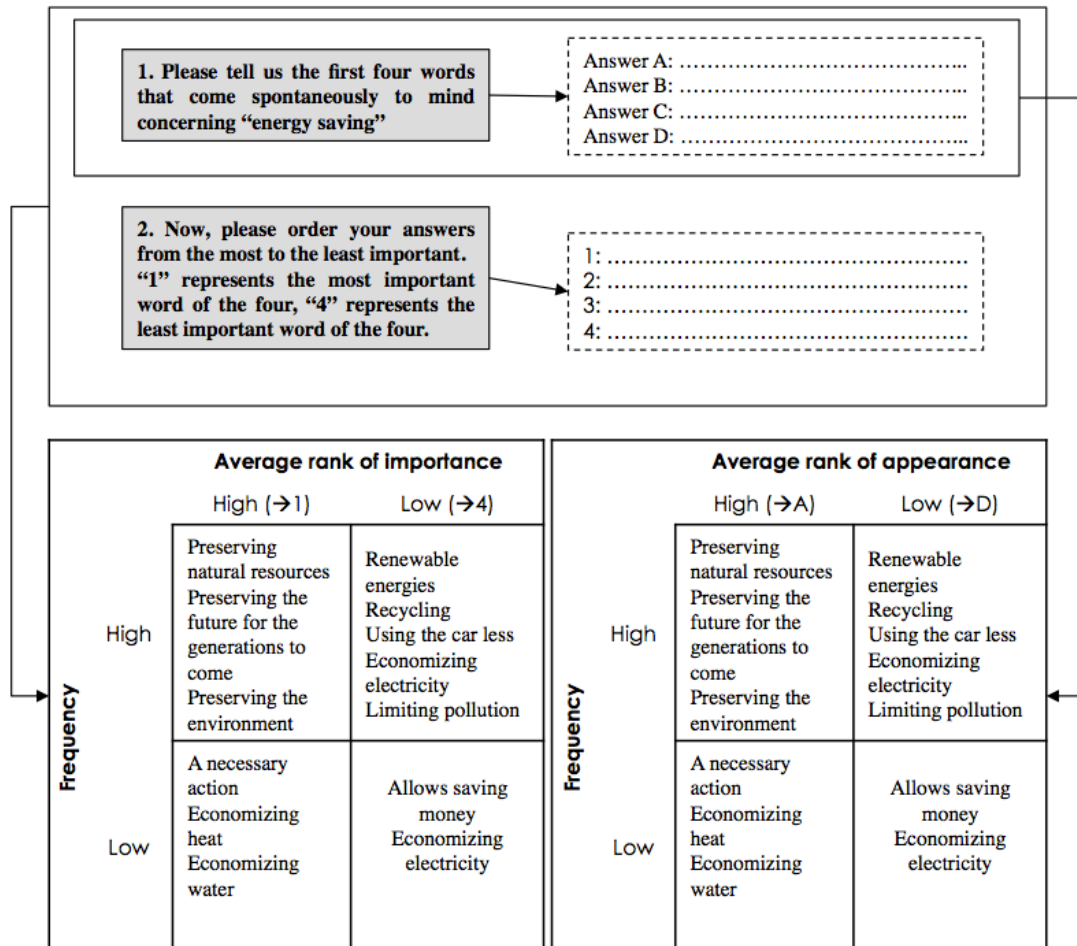 1. Please tell us the first four words
that come spontaneously to mind
concerning “energy saving”
Answer A: …………………………………...
Answer B: …………………………………...
Answer C: …………………………………...
Answer D: …………………………………...
2. Now, please order your answers
from the most to the least important.
“1” represents the most important
word of the four, “4” represents the
least important word of the four.
1: …………………………………………….
2: …………………………………………….
3: …………………………………………….
4: …………………………………………….
Average rank of importance
High (→1)
Low (→4)
Frequency
High
Preserving
natural resources
Preserving the
future for the
generations to
come
Preserving the
environment
Renewable
energies
Recycling
Using the car less
Economizing
electricity
Limiting pollution
Low
A necessary
action
Economizing
heat
Economizing
water
Allows saving
money
Economizing
electricity
Average rank of appearance
High (→A)
Low (→D)
Frequency
High
Preserving
natural resources
Preserving the
future for the
generations to
come
Preserving the
environment
Renewable
energies
Recycling
Using the car less
Economizing
electricity
Limiting pollution
Low
A necessary
action
Economizing
heat
Economizing
water
Allows saving
money
Economizing
electricity